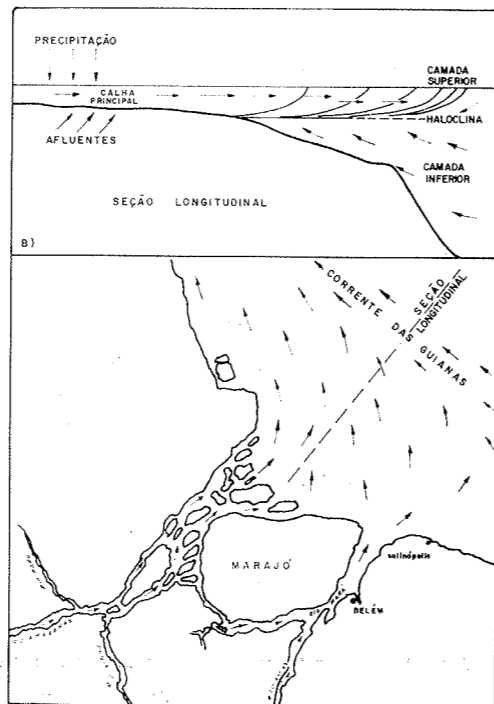 PRECIPITAÇÃO
CAMADA
SUPERIOR
CALHA
PRINCIPAL
HALOCLINA
AFLUENTES
CAMADA
INFERIOR
SEÇÃO LONGITUDINAL
B)
CORRENTE DAS GUIANAS
SEÇÃO
LONGITUDINAL
MARAJÓ
salinópolis
BELÉM